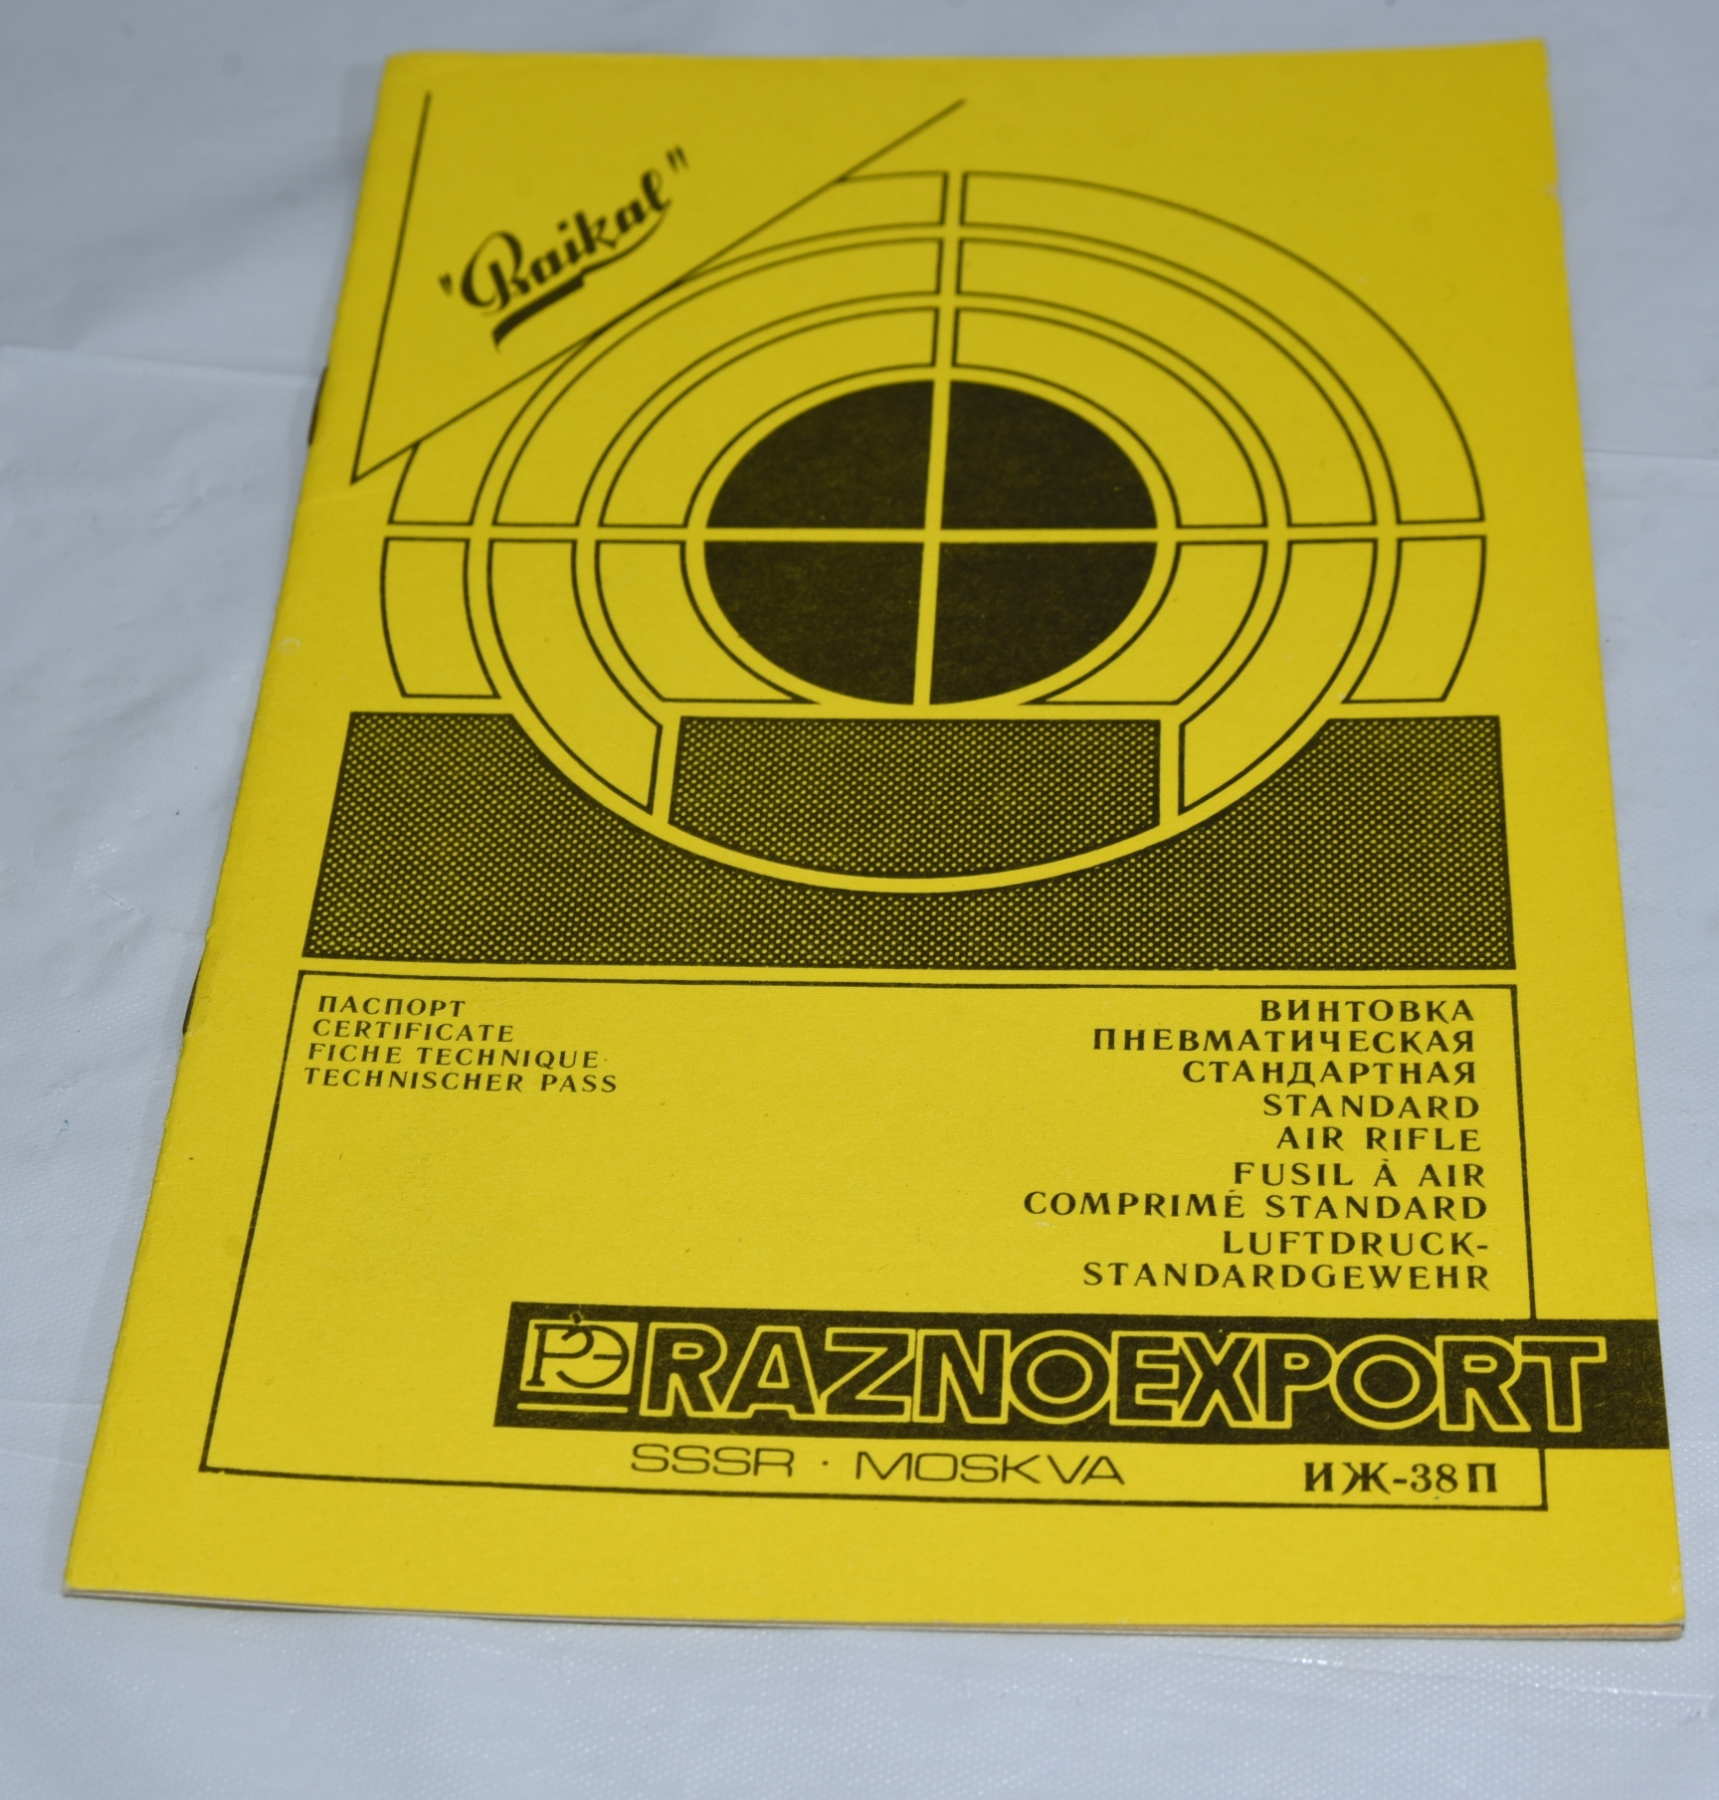 "Baikal"
ПАСПОРТ
CERTIFICATE
FICHE TECHNIQUE
TECHNISCHER PASS
ВИНТОВКА
ПНЕВМАТИЧЕСКАЯ
СТАНДАРТНАЯ
STANDARD
AIR RIFLE
FUSIL À AIR
COMPRIMÉ STANDARD
LUFTDRUCK-
STANDARDGEWEHR
РЭ RAZNOEXPORT
SSSR · MOSKVA
ИЖ-38П